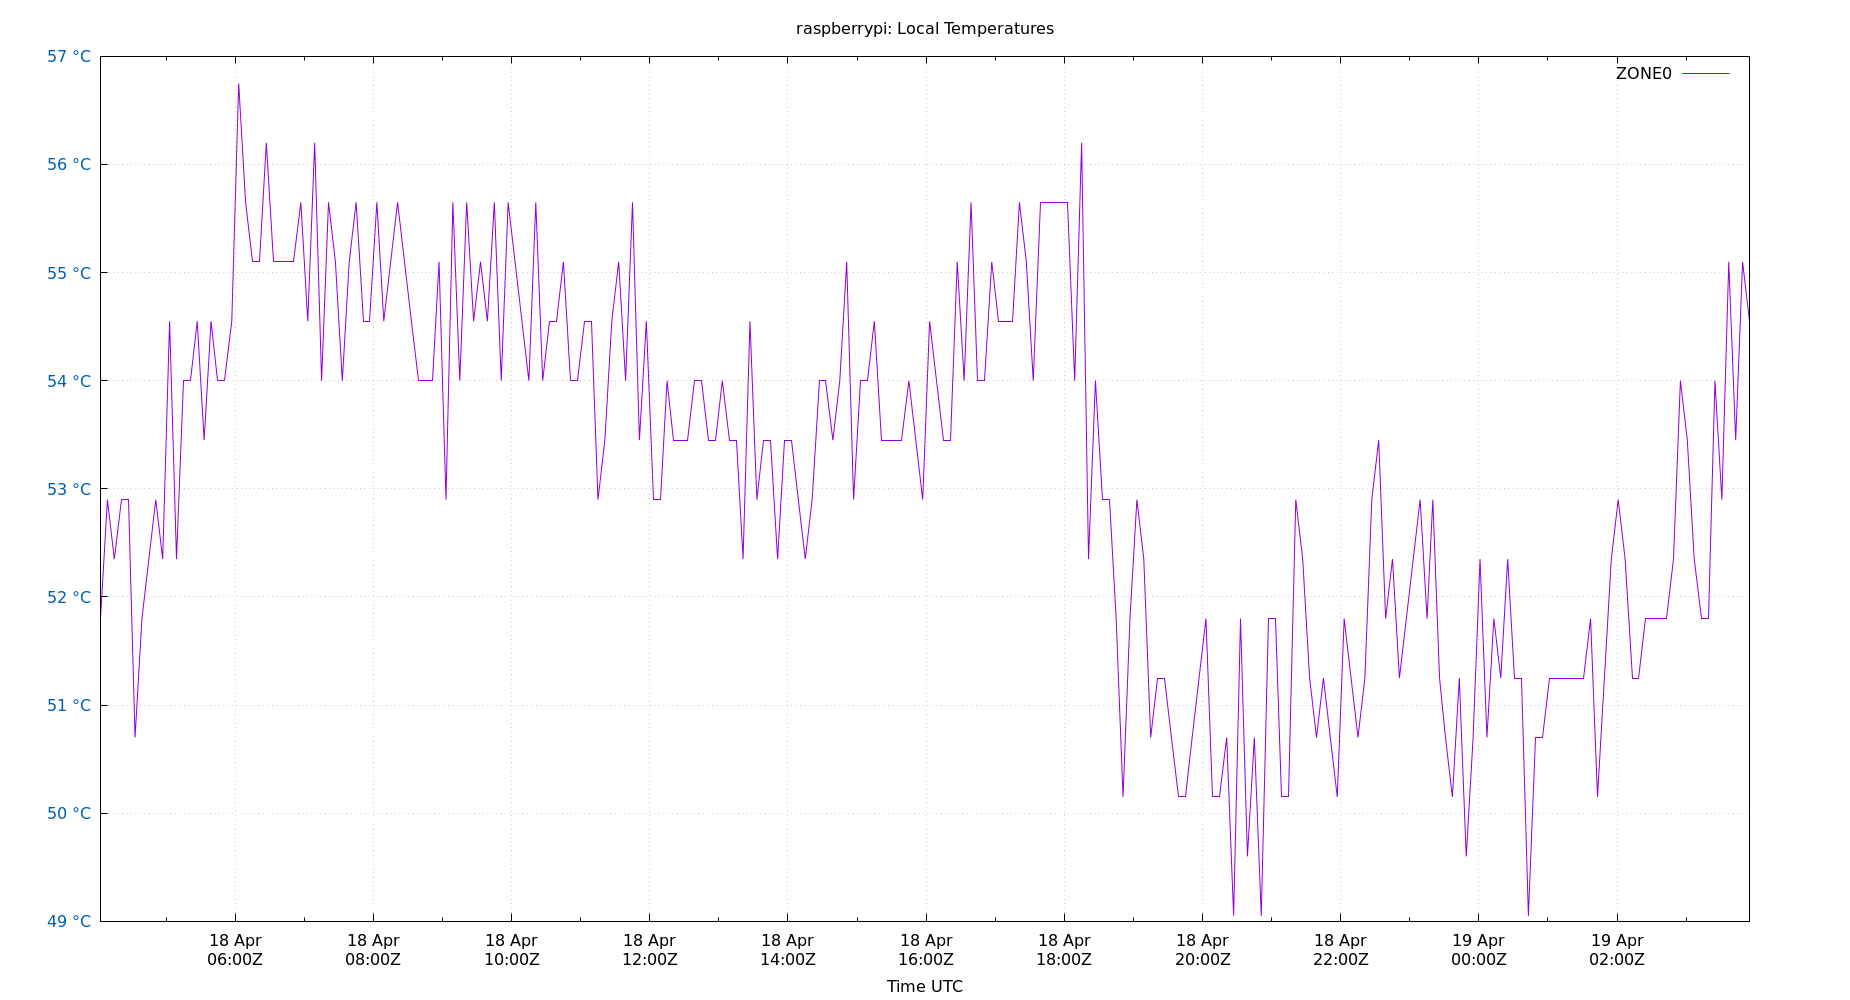 raspberrypi: Local Temperatures
57 °C
ZONE0
56 °C
55 °C
54 °C
53 °C
52 °C
51 °C
50 °C
49 °C
18 Apr 18 Apr 18 Apr 18 Apr 18 Apr 18 Apr 18 Apr 18 Apr 18 Apr 19 Apr 19 Apr
06:00Z 08:00Z 10:00Z 12:00Z 14:00Z 16:00Z 18:00Z 20:00Z 22:00Z 00:00Z 02:00Z
Time UTC